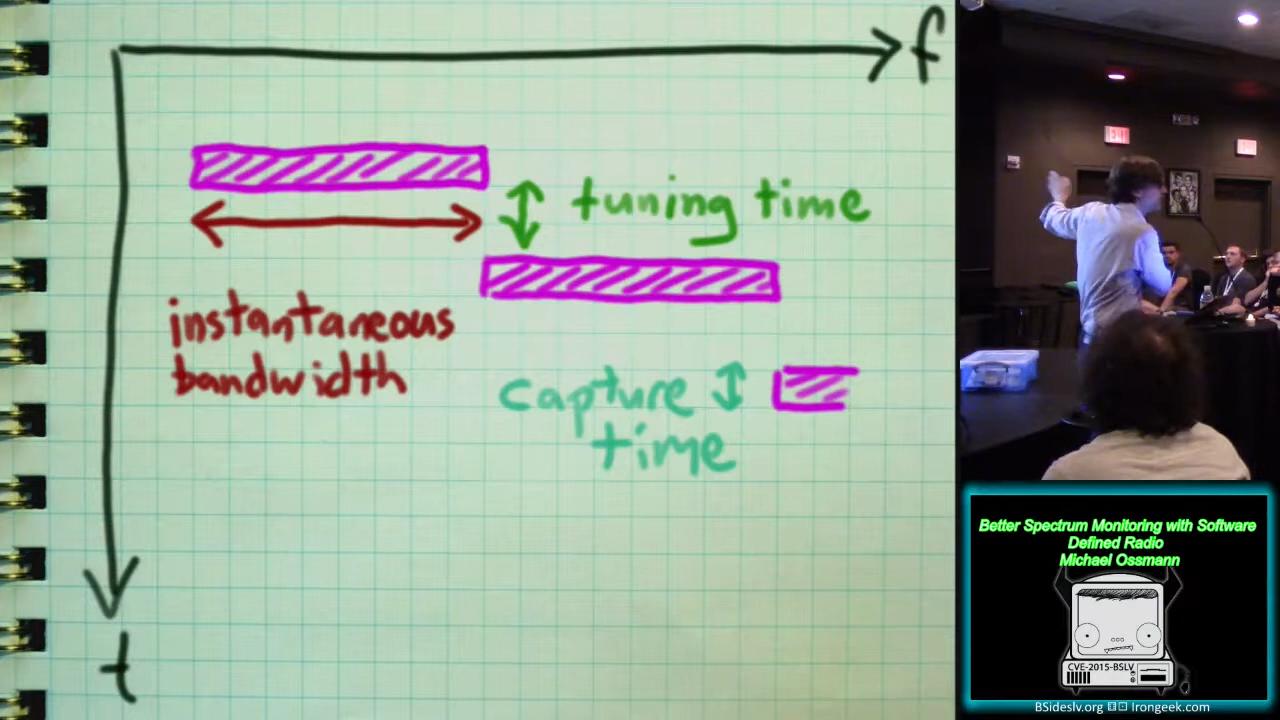 f
tuning time
instantaneous
bandwidth
capture
time
t
EXIT
Better Spectrum Monitoring with Software
Defined Radio
Michael Ossmann
CVE-2015-BSLV
BSideslv.org
Irongeek.com